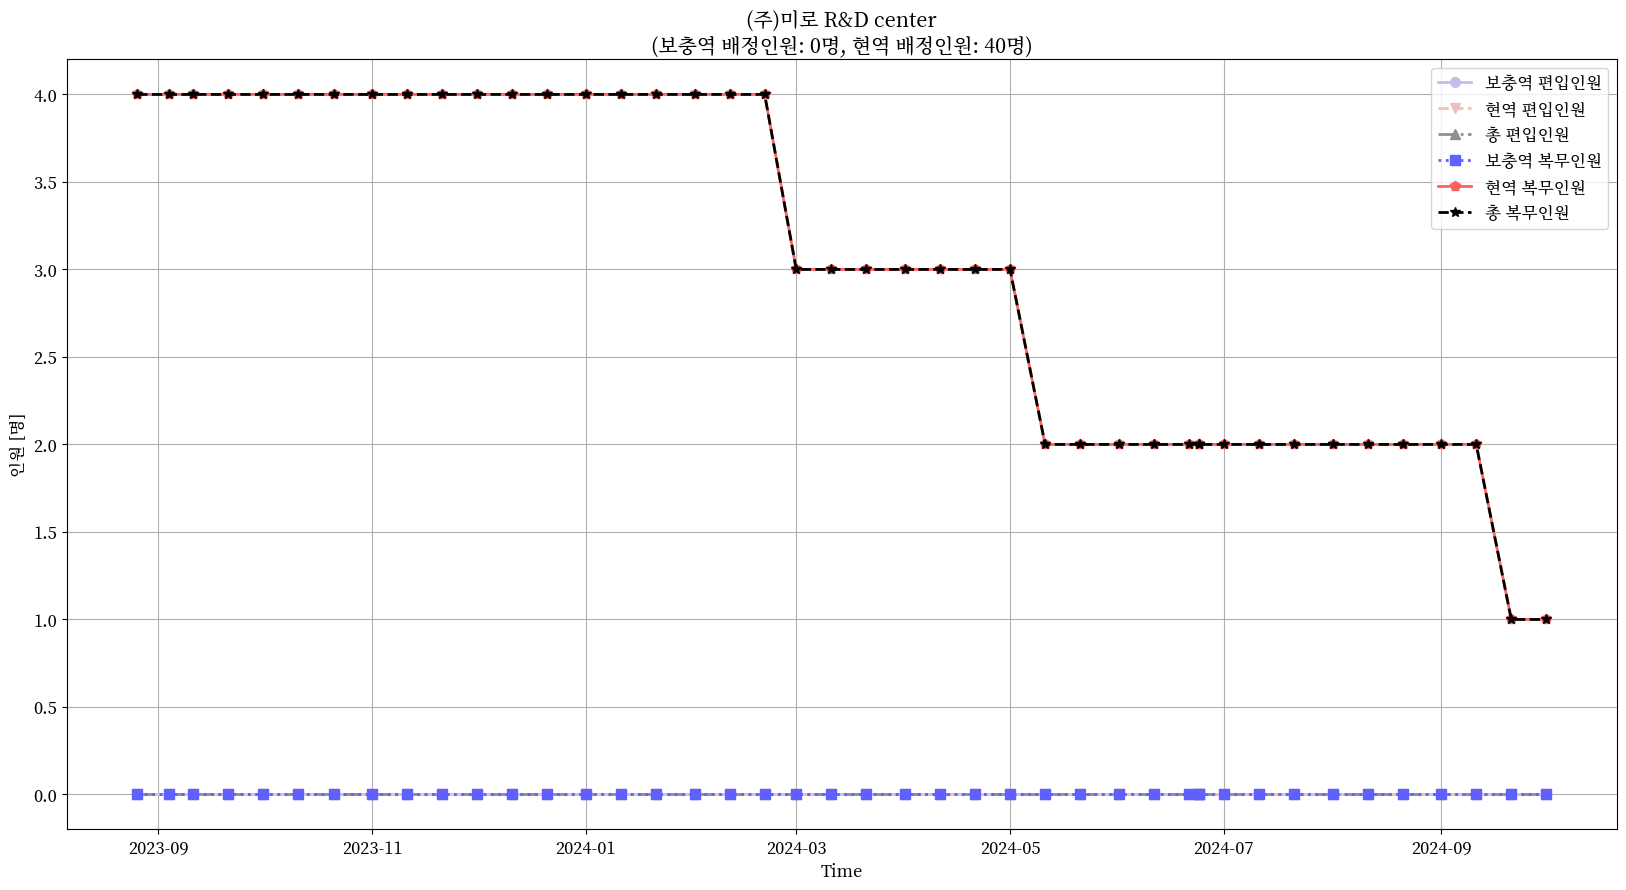 (주)미로 R&D center
(보충역 배정인원: 0명, 현역 배정인원: 40명)
보충역 편입인원
현역 편입인원
총 편입인원
보충역 복무인원
현역 복무인원
총 복무인원
인원 [명]
4.0
3.5
3.0
2.5
2.0
1.5
1.0
0.5
0.0
2023-09
2023-11
2024-01
2024-03
2024-05
2024-07
2024-09
Time